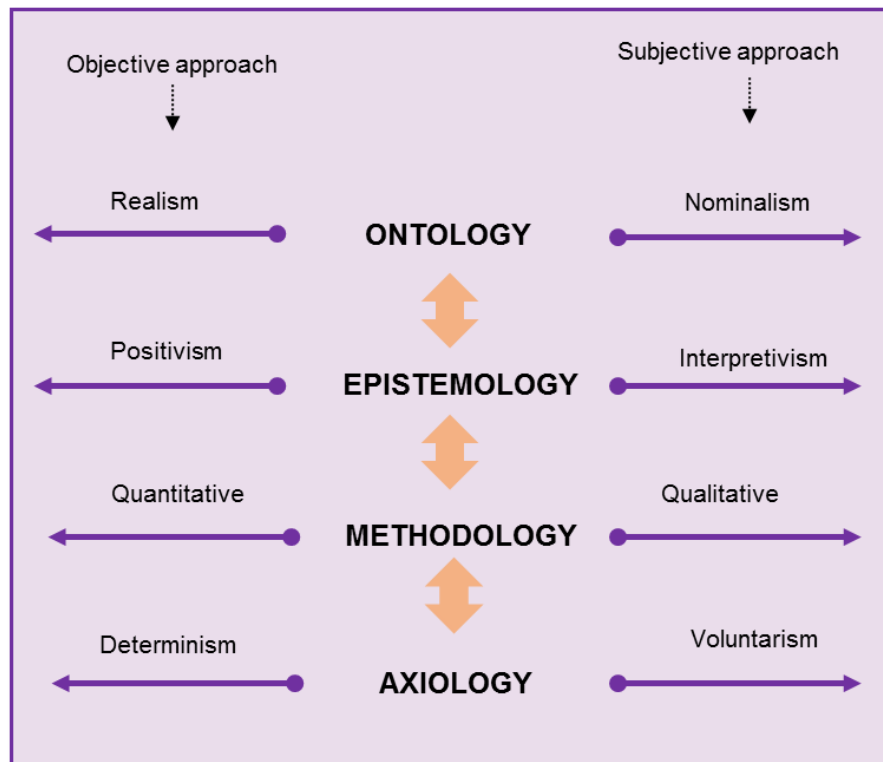 Objective approach
Subjective approach
Realism
Nominalism
ONTOLOGY
Positivism
Interpretivism
EPISTEMOLOGY
Quantitative
Qualitative
METHODOLOGY
Determinism
Voluntarism
AXIOLOGY